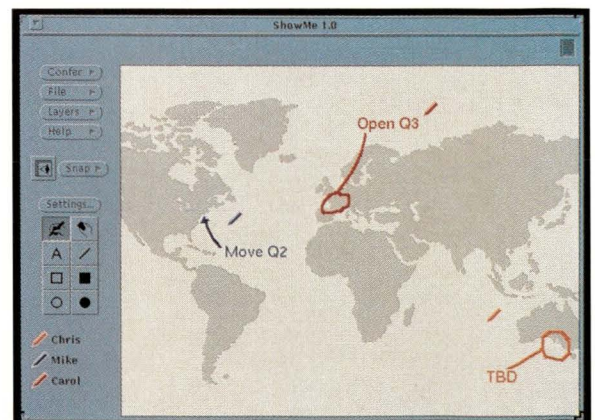 ShowMe 1.0
Confer
File
Layers
Help
Snap
Settings...
A
Chris
Mike
Carol
Open Q3
Move Q2
TBD